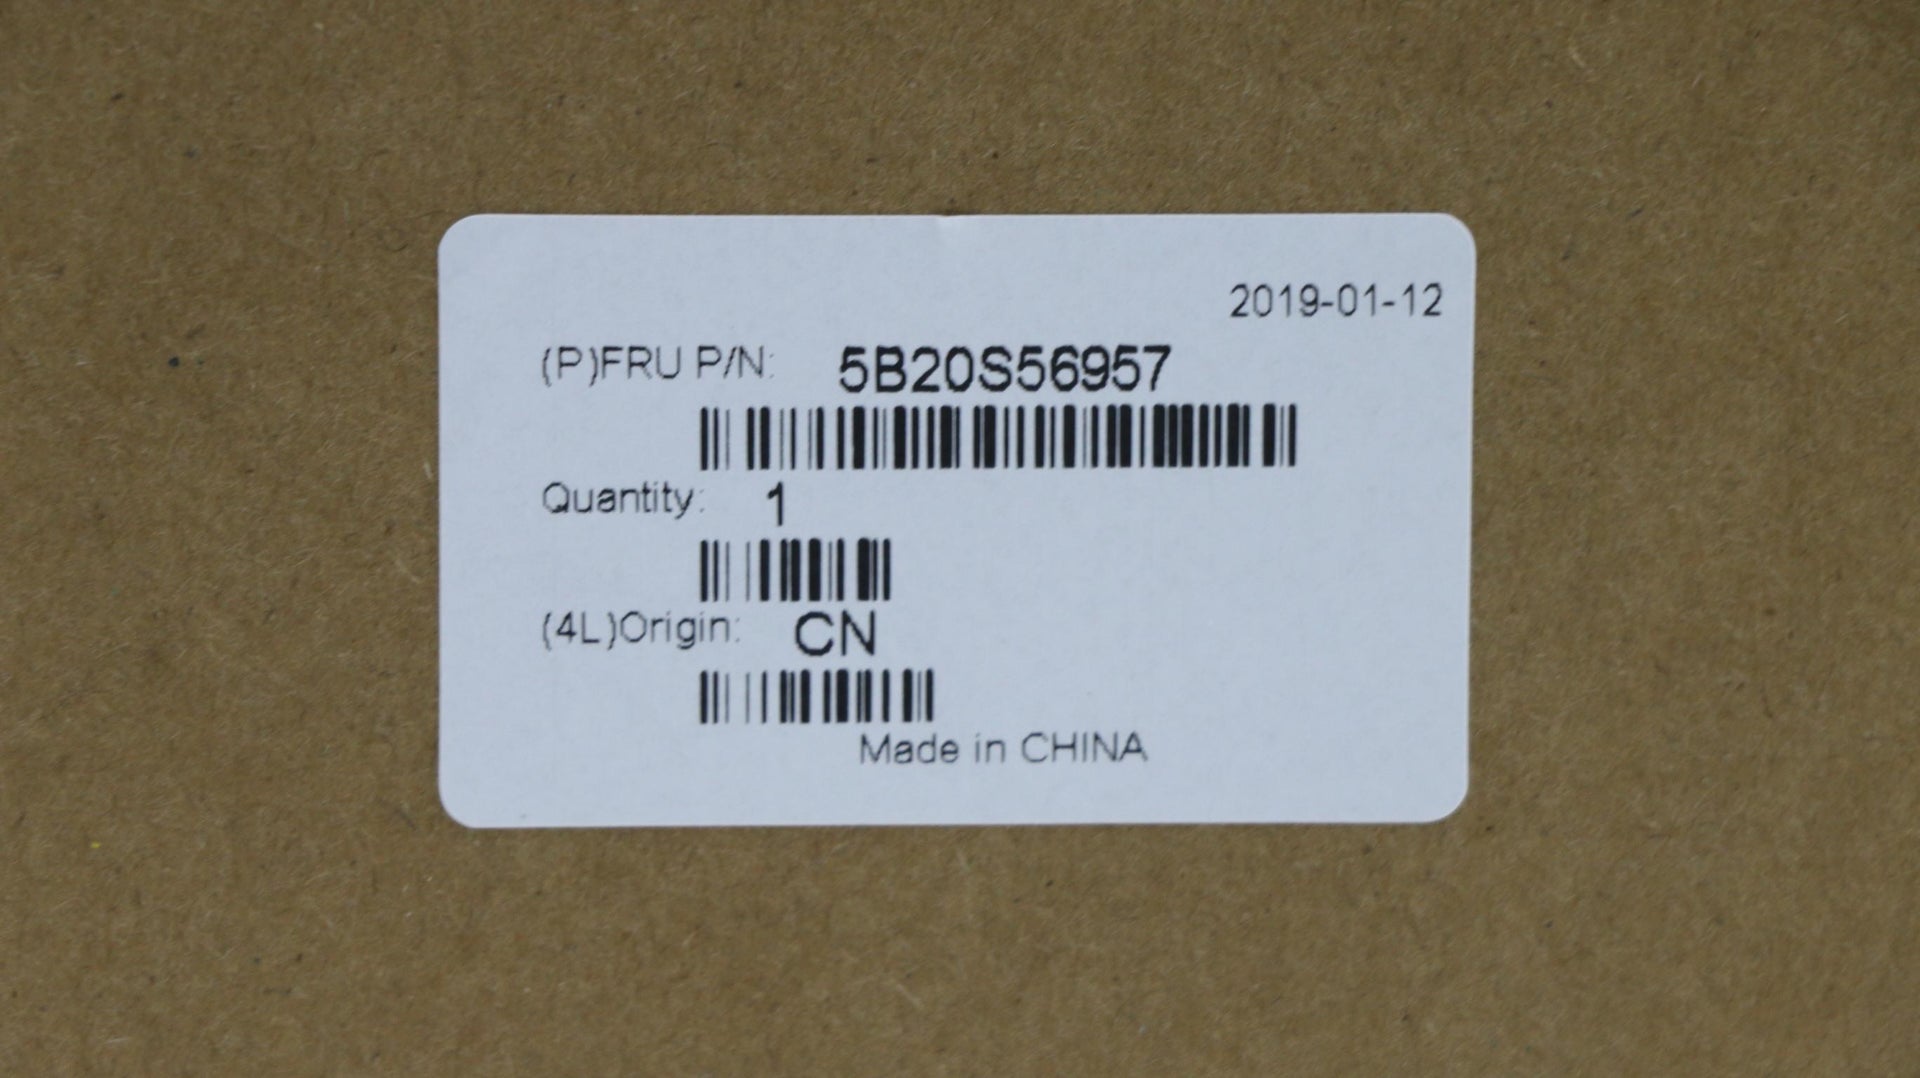 2019-01-12
(P)FRU P/N: 5B20S56957
Quantity: 1
(4L)Origin: CN
Made in CHINA